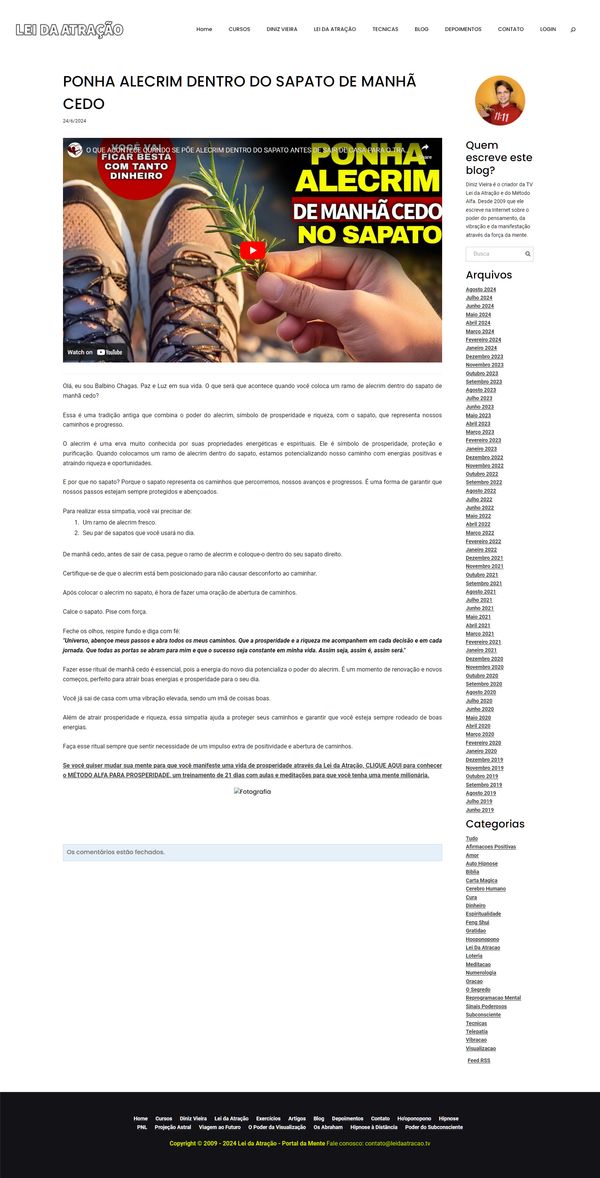 LEI DA ATRAÇÃO
Home CURSOS DINIZ VIEIRA LEI DA ATRAÇÃO TECNICAS BLOG DEPOIMENTOS CONTATO LOGIN
PONHA ALECRIM DENTRO DO SAPATO DE MANHÃ
CEDO
24/6/2024
O QUE ACONTECE QUANDO SE PÕE ALECRIM DENTRO DO SAPATO ANTES DE SAIR DE CASA PARA O TRA...
VOCÊ VAI
FICAR BESTA
COM TANTO
DINHEIRO
PONHA
ALECRIM
DE MANHÃ CEDO
NO SAPATO
Watch on YouTube
Olá, eu sou Balbino Chagas. Paz e Luz em sua vida. O que será que acontece quando você coloca um ramo de alecrim dentro do sapato de
manhã cedo?
Essa é uma tradição antiga que combina o poder do alecrim, símbolo de prosperidade e riqueza, com o sapato, que representa nossos
caminhos e progresso.
O alecrim é uma erva muito conhecida por suas propriedades energéticas e espirituais. Ele é símbolo de prosperidade, proteção e
purificação. Quando colocamos um ramo de alecrim dentro do sapato, estamos potencializando nosso caminho com energias positivas e
atraindo riqueza e oportunidades.
E por que no sapato? Porque o sapato representa os caminhos que percorremos, nossos avanços e progressos. É uma forma de garantir que
nossos passos estejam sempre protegidos e abençoados.
Para realizar essa simpatia, você vai precisar de:
1. Um ramo de alecrim fresco.
2. Seu par de sapatos que você usará no dia.
De manhã cedo, antes de sair de casa, pegue o ramo de alecrim e coloque-o dentro do seu sapato direito.
Certifique-se de que o alecrim está bem posicionado para não causar desconforto ao caminhar.
Após colocar o alecrim no sapato, é hora de fazer uma oração de abertura de caminhos.
Calce o sapato. Pise com força.
Feche os olhos, respire fundo e diga com fé:
"Universo, abençoe meus passos e abra todos os meus caminhos. Que a prosperidade e a riqueza me acompanhem em cada decisão e em cada
jornada. Que todas as portas se abram para mim e que o sucesso seja constante em minha vida. Assim seja, assim é, assim será."
Fazer esse ritual de manhã cedo é essencial, pois a energia do novo dia potencializa o poder do alecrim. É um momento de renovação e novos
começos, perfeito para atrair boas energias e prosperidade para o seu dia.
Você já sai de casa com uma vibração elevada, sendo um imã de coisas boas.
Além de atrair prosperidade e riqueza, essa simpatia ajuda a proteger seus caminhos e garantir que você esteja sempre rodeado de boas
energias.
Faça esse ritual sempre que sentir necessidade de um impulso extra de positividade e abertura de caminhos.
Se você quiser mudar sua mente para que você manifeste uma vida de prosperidade através da Lei da Atração, CLIQUE AQUI para conhecer
o MÉTODO ALFA PARA PROSPERIDADE, um treinamento de 21 dias com aulas e meditações para que você tenha uma mente milionária.
Fotografia
Os comentários estão fechados.
11:11
Quem
escreve este
blog?
Diniz Vieira é o criador da TV
Lei da Atração e do Método
Alfa. Desde 2009 que ele
escreve na Internet sobre o
poder do pensamento, da
vibração e da manifestação
através da força da mente.
Busca
Arquivos
Agosto 2024
Julho 2024
Junho 2024
Maio 2024
Abril 2024
Março 2024
Fevereiro 2024
Janeiro 2024
Dezembro 2023
Novembro 2023
Outubro 2023
Setembro 2023
Agosto 2023
Julho 2023
Junho 2023
Maio 2023
Abril 2023
Março 2023
Fevereiro 2023
Janeiro 2023
Dezembro 2022
Novembro 2022
Outubro 2022
Setembro 2022
Agosto 2022
Julho 2022
Junho 2022
Maio 2022
Abril 2022
Março 2022
Fevereiro 2022
Janeiro 2022
Dezembro 2021
Novembro 2021
Outubro 2021
Setembro 2021
Agosto 2021
Julho 2021
Junho 2021
Maio 2021
Abril 2021
Março 2021
Fevereiro 2021
Janeiro 2021
Dezembro 2020
Novembro 2020
Outubro 2020
Setembro 2020
Agosto 2020
Julho 2020
Junho 2020
Maio 2020
Abril 2020
Março 2020
Fevereiro 2020
Janeiro 2020
Dezembro 2019
Novembro 2019
Outubro 2019
Setembro 2019
Agosto 2019
Julho 2019
Junho 2019
Categorias
Tudo
Afirmacoes Positivas
Amor
Auto Hipnose
Biblia
Carta Magica
Cerebro Humano
Cura
Dinheiro
Espiritualidade
Feng Shui
Gratidao
Hooponopono
Lei Da Atracao
Loteria
Meditacao
Numerologia
Oracao
O Segredo
Reprogramacao Mental
Sinais Poderosos
Subconsciente
Tecnicas
Telepatia
Vibracao
Visualizacao
Feed RSS
Home Cursos Diniz Vieira Lei da Atração Exercicios Artigos Blog Depoimentos Contato Ho'oponopono Hipnose
PNL Projeção Astral Viagem ao Futuro O Poder da Visualização Os Abraham Hipnose à Distância Poder do Subconsciente
Copyright © 2009 - 2024 Lei da Atração - Portal da Mente Fale conosco: contato@leidaatracao.tv